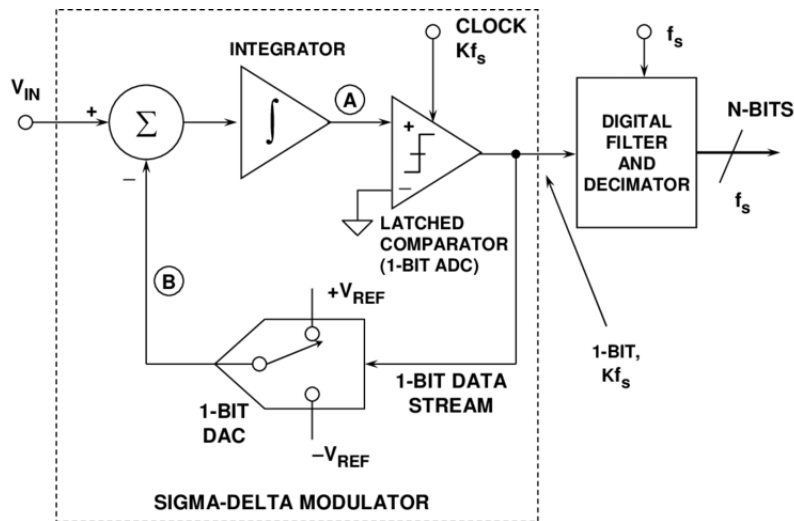 CLOCK
Kfs
fs
INTEGRATOR
VIN
A
N-BITS
+
Σ
∫
+
DIGITAL
FILTER
AND
DECIMATOR
–
–
fs
LATCHED
COMPARATOR
(1-BIT ADC)
B
+VREF
1-BIT,
Kfs
1-BIT DATA
STREAM
1-BIT
DAC
–VREF
SIGMA-DELTA MODULATOR